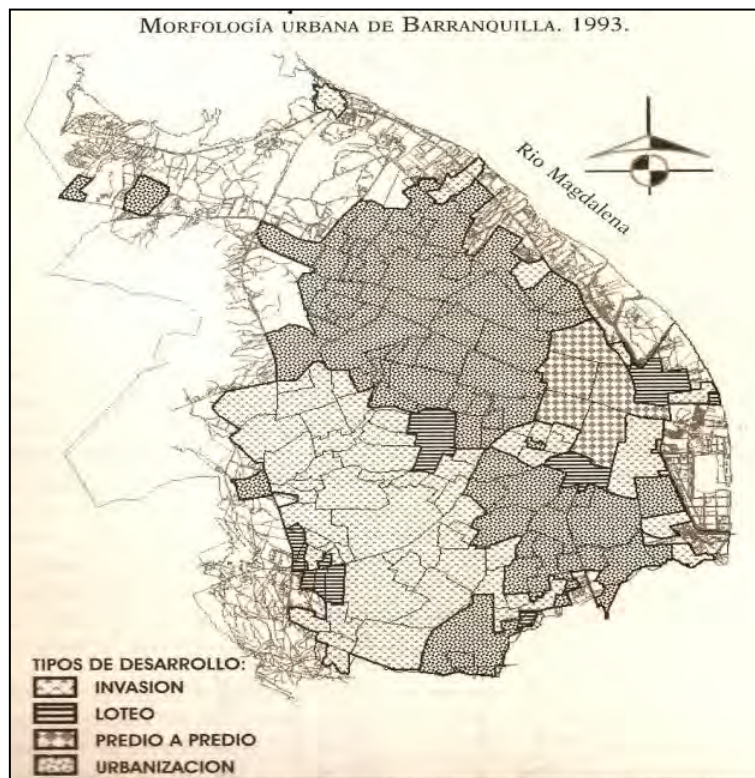 MORFOLOGÍA URBANA DE BARRANQUILLA. 1993.
Rio Magdalena
TIPOS DE DESARROLLO:
INVASION
LOTEO
PREDIO A PREDIO
URBANIZACION